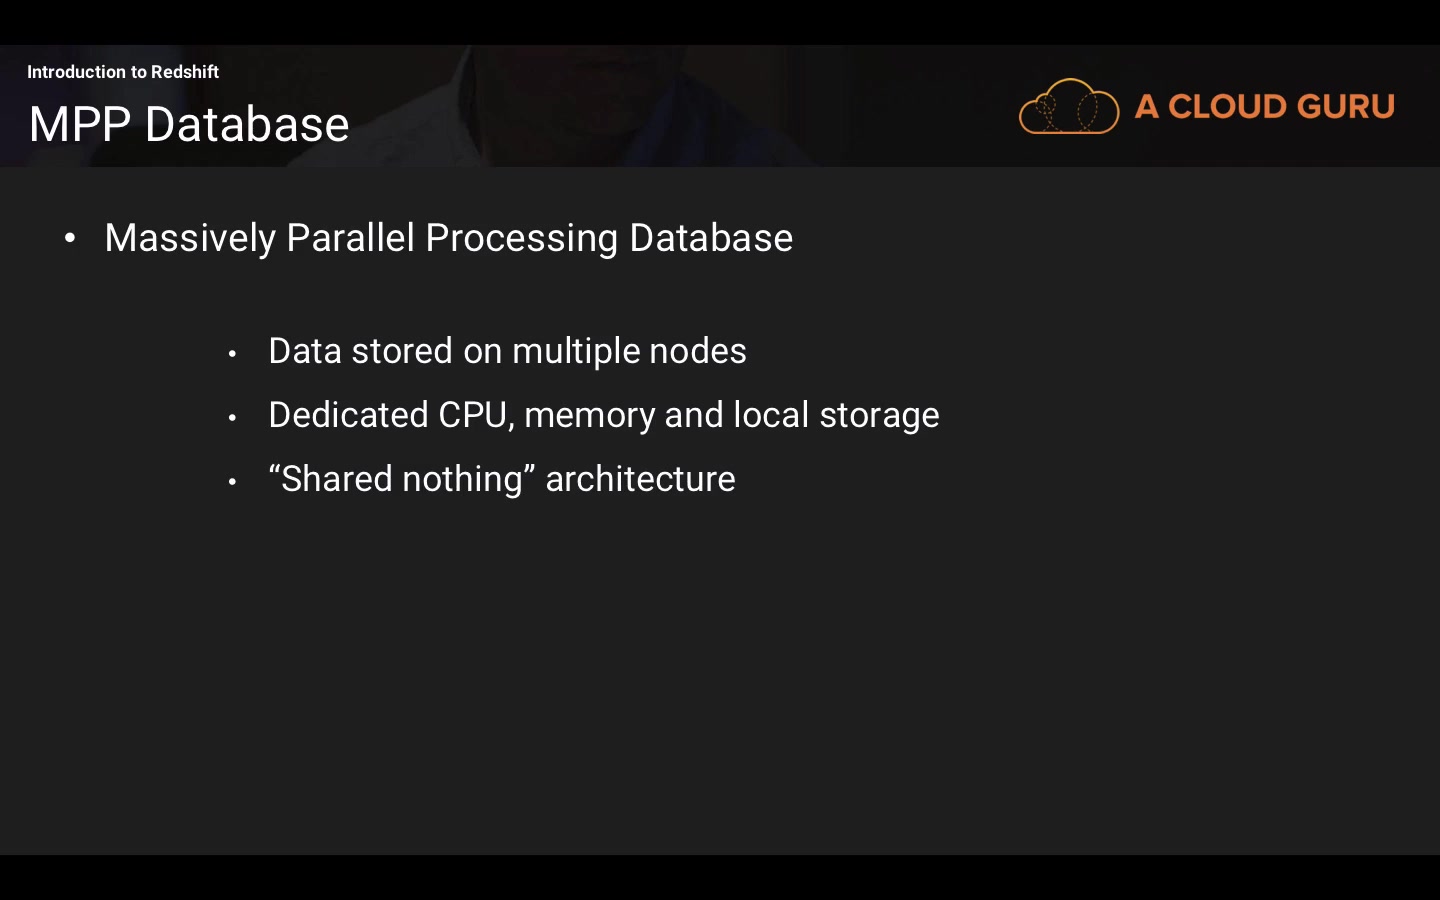 Introduction to Redshift
MPP Database
A CLOUD GURU
• Massively Parallel Processing Database
• Data stored on multiple nodes
• Dedicated CPU, memory and local storage
• “Shared nothing” architecture